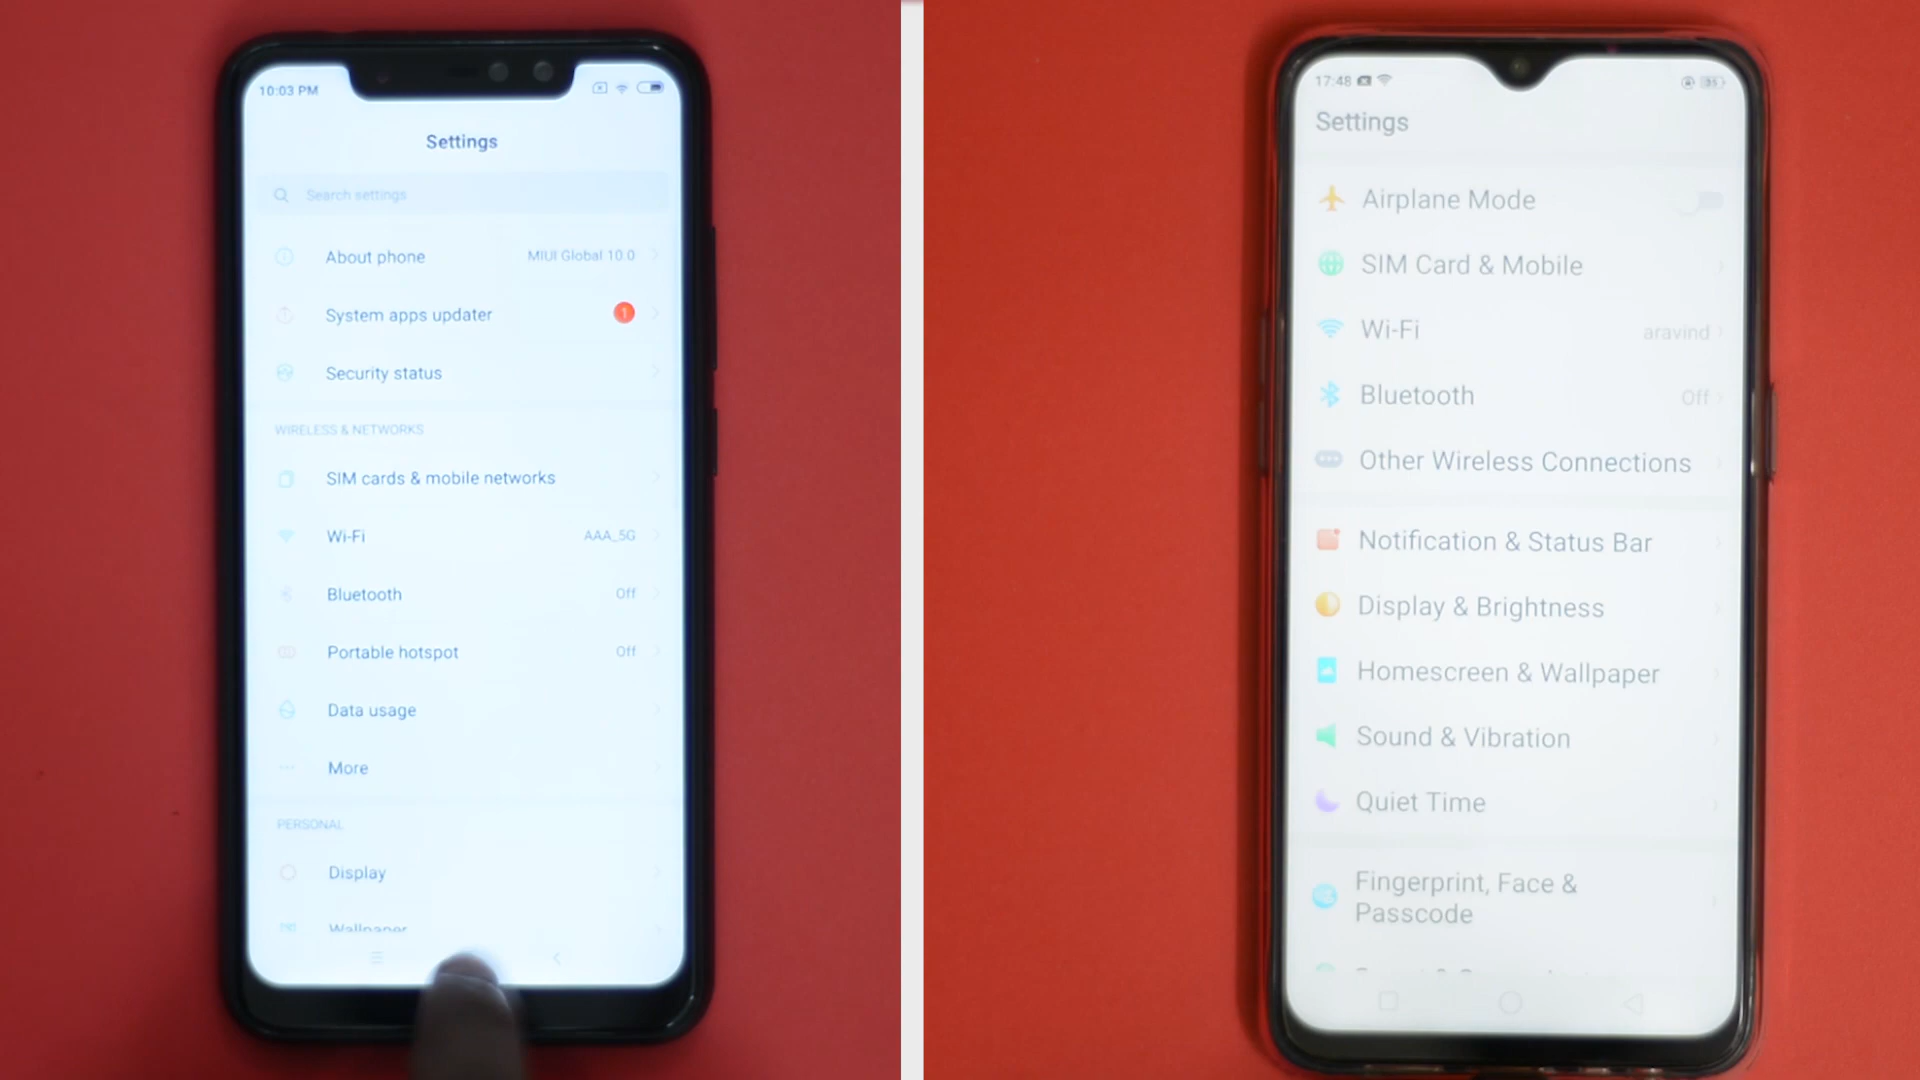 10:03 PM
Settings
Search settings
About phone MIUI Global 10.0
System apps updater 1
Security status
WIRELESS & NETWORKS
SIM cards & mobile networks
Wi-Fi AAA_5G
Bluetooth Off
Portable hotspot Off
Data usage
More
PERSONAL
Display
Wallpaper
17:48 35
Settings
Airplane Mode
SIM Card & Mobile
Wi-Fi aravind
Bluetooth Off
Other Wireless Connections
Notification & Status Bar
Display & Brightness
Homescreen & Wallpaper
Sound & Vibration
Quiet Time
Fingerprint, Face &
Passcode